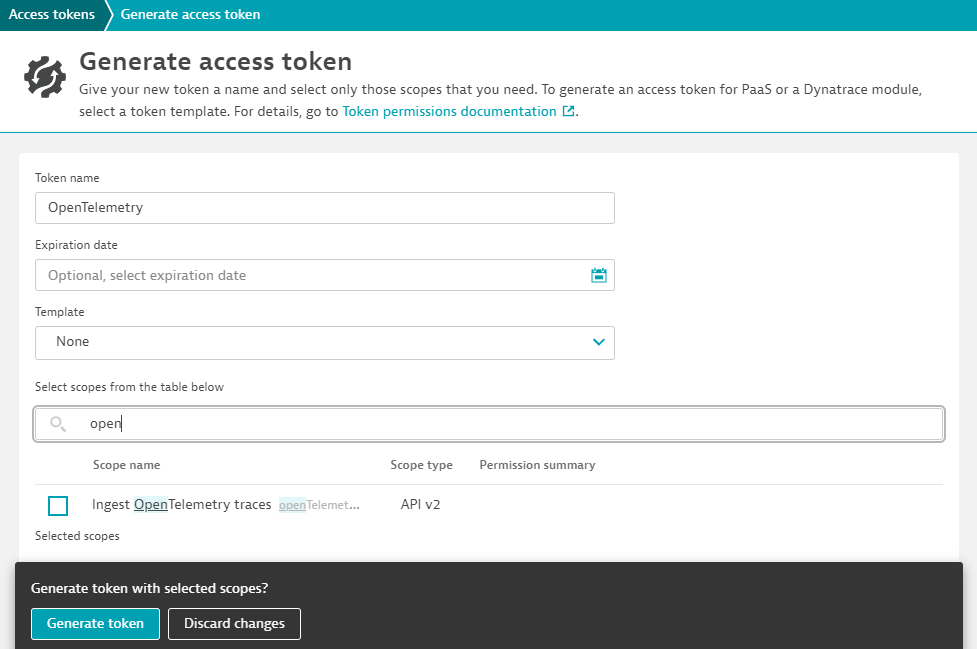 Access tokens
Generate access token
Generate access token
Give your new token a name and select only those scopes that you need. To generate an access token for PaaS or a Dynatrace module,
select a token template. For details, go to Token permissions documentation.
Token name
OpenTelemetry
Expiration date
Optional, select expiration date
Template
None
Select scopes from the table below
open
Scope name Scope type Permission summary
Ingest OpenTelemetry traces openTelemet... API v2
Selected scopes
Generate token with selected scopes?
Generate token Discard changes